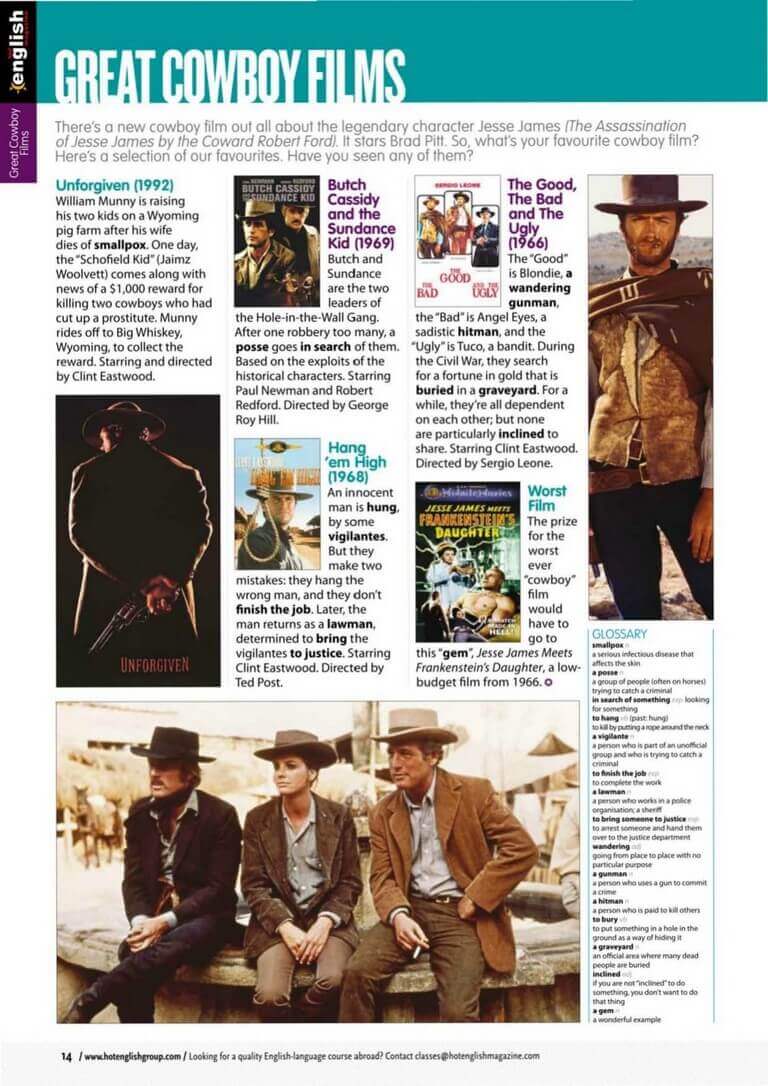 english
Great Cowboy
Films
GREAT COWBOY FILMS
There's a new cowboy film out all about the legendary character Jesse James (The Assassination
of Jesse James by the Coward Robert Ford). It stars Brad Pitt. So, what's your favourite cowboy film?
Here's a selection of our favourites. Have you seen any of them?
Unforgiven (1992)
William Munny is raising
his two kids on a Wyoming
pig farm after his wife
dies of smallpox. One day,
the "Schofield Kid" (Jaimz
Woolvett) comes along with
news of a $1,000 reward for
killing two cowboys who had
cut up a prostitute. Munny
rides off to Big Whiskey,
Wyoming, to collect the
reward. Starring and directed
by Clint Eastwood.
UNFORGIVEN
BUTCH CASSIDY
AND THE
SUNDANCE KID
Butch
Cassidy
and the
Sundance
Kid (1969)
Butch and
Sundance
are the two
leaders of
the Hole-in-the-Wall Gang.
After one robbery too many, a
posse goes in search of them.
Based on the exploits of the
historical characters. Starring
Paul Newman and Robert
Redford. Directed by George
Roy Hill.
Hang
'em High
(1968)
An innocent
man is hung,
by some
vigilantes.
But they
make two
mistakes: they hang the
wrong man, and they don't
finish the job. Later, the
man returns as a lawman,
determined to bring the
vigilantes to justice. Starring
Clint Eastwood. Directed by
Ted Post.
SERGIO LEONE
THE
GOOD
THE
BAD
AND THE
UGLY
The Good,
The Bad
and The
Ugly
(1966)
The "Good"
is Blondie, a
wandering
gunman,
the "Bad" is Angel Eyes, a
sadistic hitman, and the
"Ugly" is Tuco, a bandit. During
the Civil War, they search
for a fortune in gold that is
buried in a graveyard. For a
while, they're all dependent
on each other; but none
are particularly inclined to
share. Starring Clint Eastwood.
Directed by Sergio Leone.
Midnite Movies
JESSE JAMES MEETS
FRANKENSTEIN'S
DAUGHTER
HELL!
Worst
Film
The prize
for the
worst
ever
"cowboy"
film
would
have to
go to
this "gem", Jesse James Meets
Frankenstein's Daughter, a low-
budget film from 1966.
GLOSSARY
smallpox n
a serious infectious disease that
affects the skin
a posse n
a group of people (often on horses)
trying to catch a criminal
in search of something exp looking
for something
to hang vb (past: hung)
to kill by putting a rope around the neck
a vigilante n
a person who is part of an unofficial
group and who is trying to catch a
criminal
to finish the job exp
to complete the work
a lawman n
a person who works in a police
organisation; a sheriff
to bring someone to justice exp
to arrest someone and hand them
over to the justice department
wandering adj
going from place to place with no
particular purpose
a gunman n
a person who uses a gun to commit
a crime
a hitman n
a person who is paid to kill others
to bury vb
to put something in a hole in the
ground as a way of hiding it
a graveyard n
an official area where many dead
people are buried
inclined adj
if you are not "inclined" to do
something, you don't want to do
that thing
a gem n
a wonderful example
14 / www.hotenglishgroup.com / Looking for a quality English-language course abroad? Contact classes@hotenglishmagazine.com